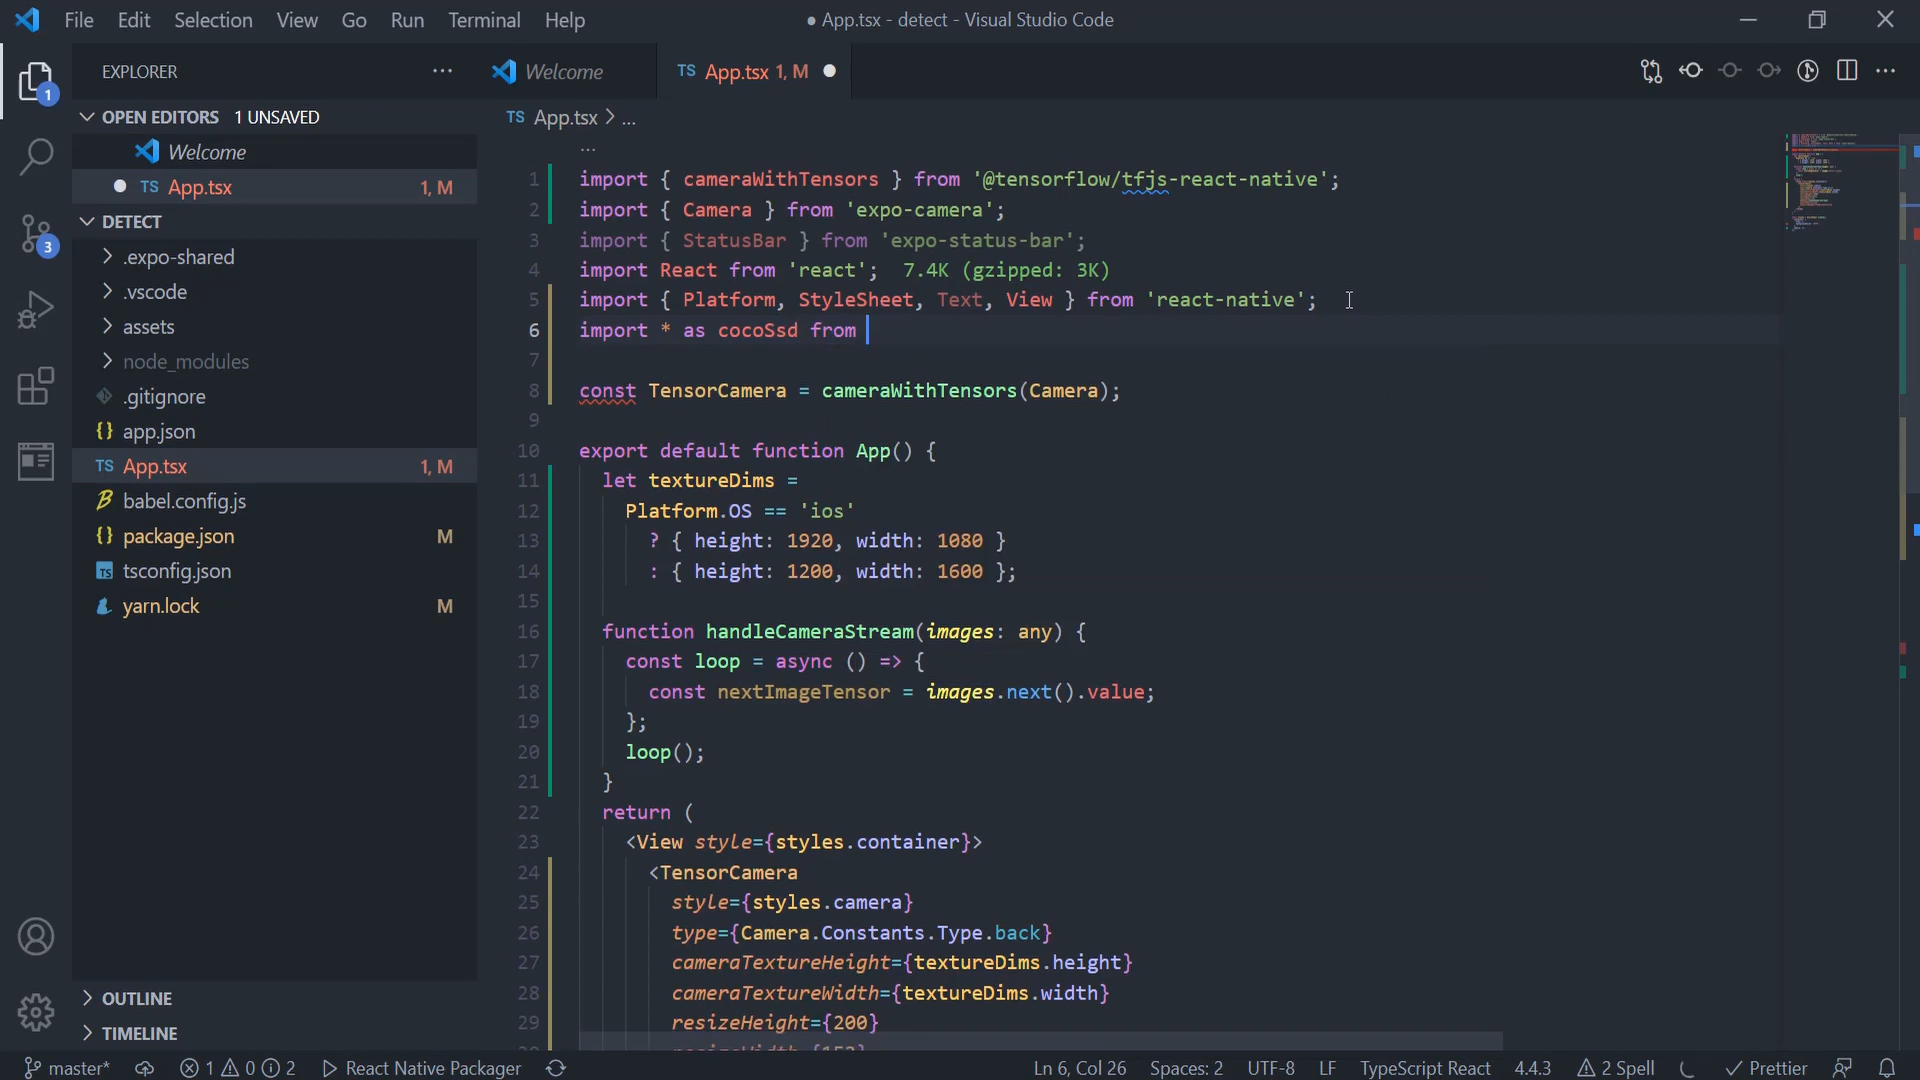 File Edit Selection View Go Run Terminal Help
● App.tsx - detect - Visual Studio Code
EXPLORER ...
Welcome
TS App.tsx 1, M ●
OPEN EDITORS 1 UNSAVED
TS App.tsx > ...
Welcome
● TS App.tsx 1, M
DETECT
.expo-shared
.vscode
assets
node_modules
.gitignore
{} app.json
TS App.tsx 1, M
babel.config.js
{} package.json M
TS tsconfig.json
yarn.lock M
OUTLINE
TIMELINE
1
3
...
1 import { cameraWithTensors } from '@tensorflow/tfjs-react-native';
2 import { Camera } from 'expo-camera';
3 import { StatusBar } from 'expo-status-bar';
4 import React from 'react'; 7.4K (gzipped: 3K)
5 import { Platform, StyleSheet, Text, View } from 'react-native';
6 import * as cocoSsd from
7
8 const TensorCamera = cameraWithTensors(Camera);
9
10 export default function App() {
11 let textureDims =
12 Platform.OS == 'ios'
13 ? { height: 1920, width: 1080 }
14 : { height: 1200, width: 1600 };
15
16 function handleCameraStream(images: any) {
17 const loop = async () => {
18 const nextImageTensor = images.next().value;
19 };
20 loop();
21 }
22 return (
23 <View style={styles.container}>
24 <TensorCamera
25 style={styles.camera}
26 type={Camera.Constants.Type.back}
27 cameraTextureHeight={textureDims.height}
28 cameraTextureWidth={textureDims.width}
29 resizeHeight={200}
master* 1 0 2 React Native Packager Ln 6, Col 26 Spaces: 2 UTF-8 LF TypeScript React 4.4.3 2 Spell Prettier